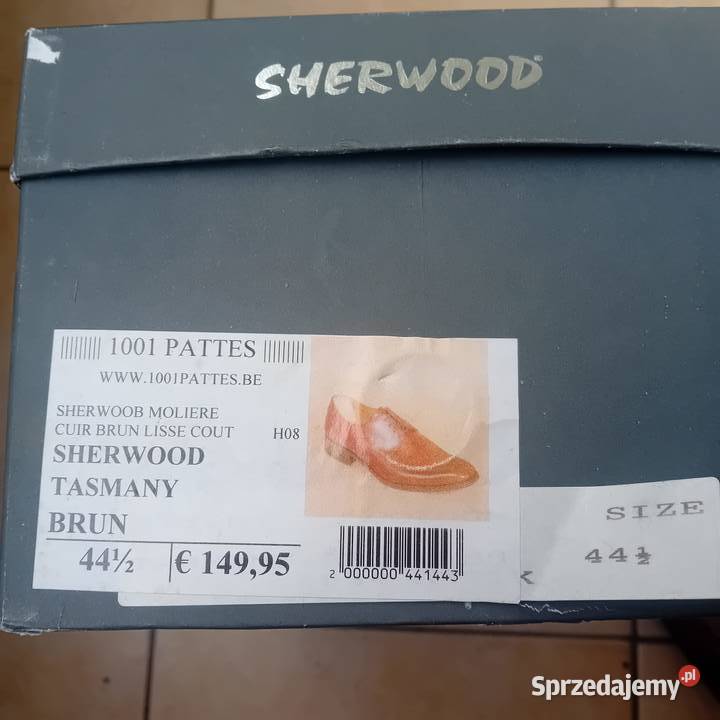 SHERWOOD
1001 PATTES
WWW.1001PATTES.BE
SHERWOOB MOLIERE
CUIR BRUN LISSE COUT H08
SHERWOOD
TASMANY
BRUN
44½ € 149,95
2 000000 441443
SIZE
44½
K
Sprzedajemy.pl